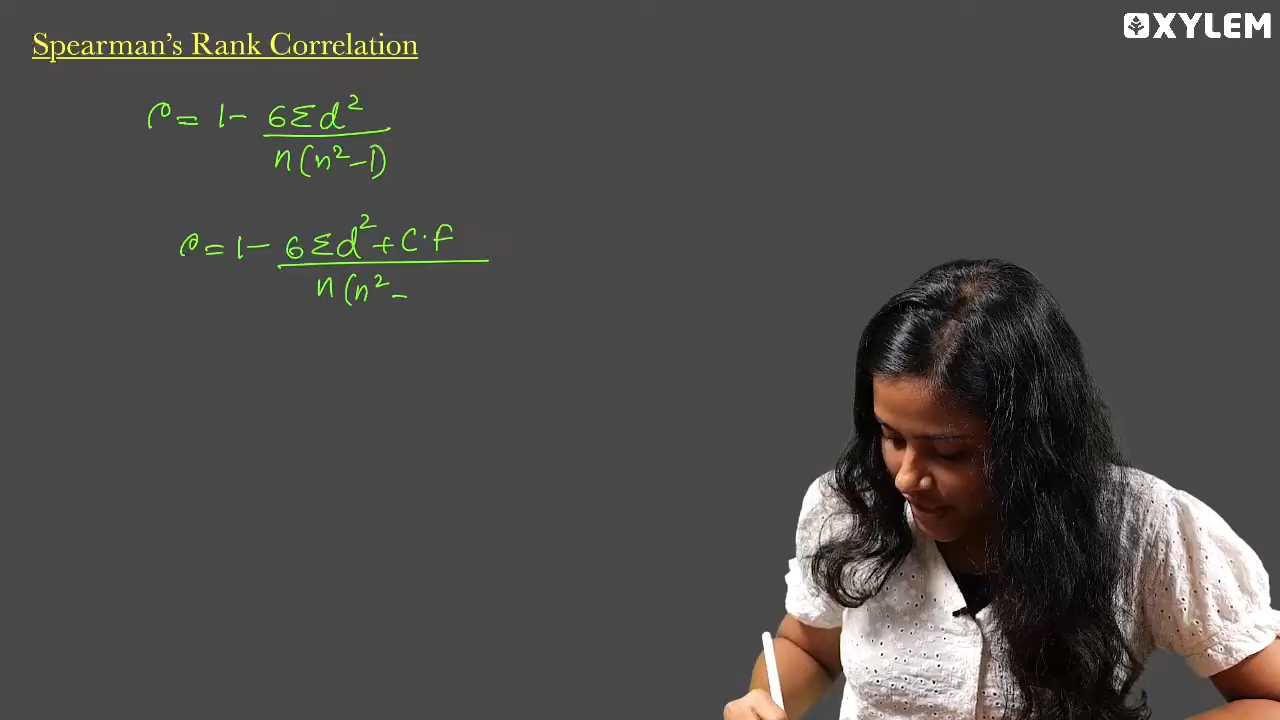 Spearman's Rank Correlation
XYLEM
ρ = 1 - 6Σd² / n(n²-1)
ρ = 1 - 6Σd² + C.F / n(n² -